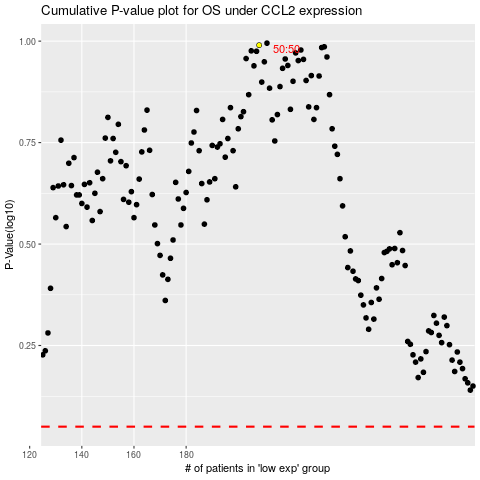 Cumulative P-value plot for OS under CCL2 expression
1.00
50:50
0.75
0.50
0.25
P-Value(log10)
120 140 160 180
# of patients in 'low exp' group